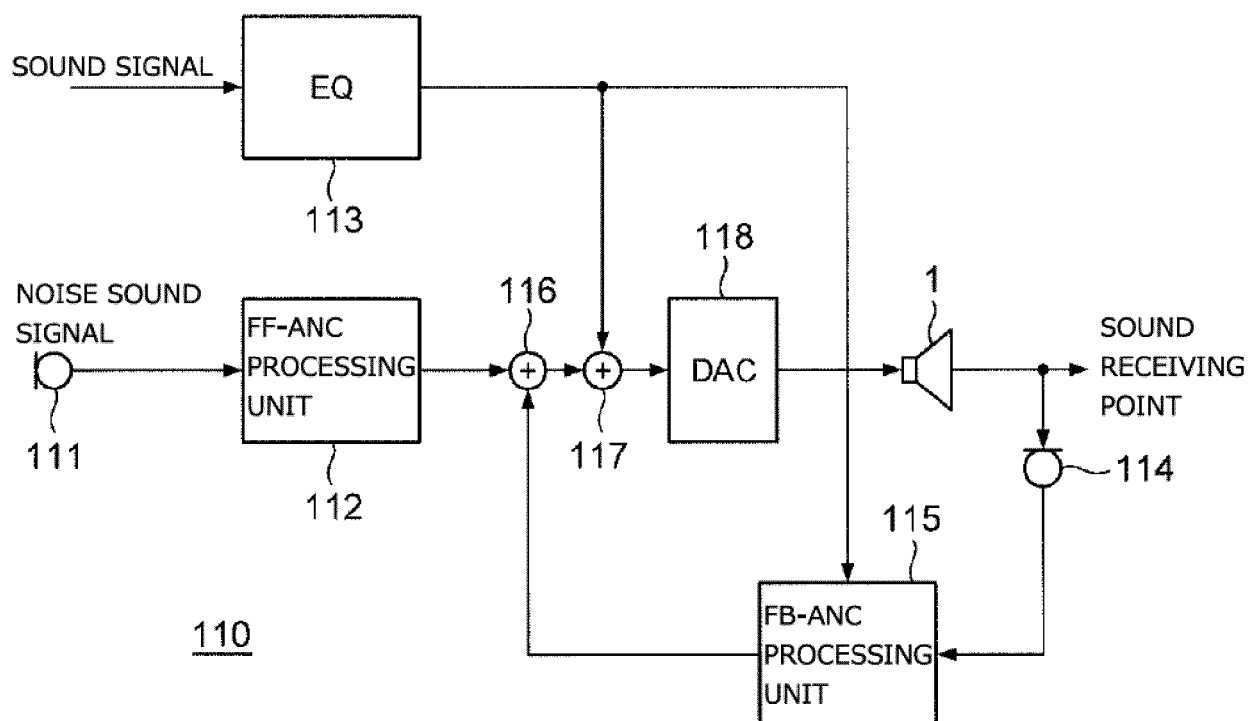 SOUND SIGNAL
EQ
113
118
1
NOISE SOUND
SIGNAL
111
FF-ANC
PROCESSING
UNIT
112
116
+
+
117
DAC
SOUND
RECEIVING
POINT
114
115
FB-ANC
PROCESSING
UNIT
110